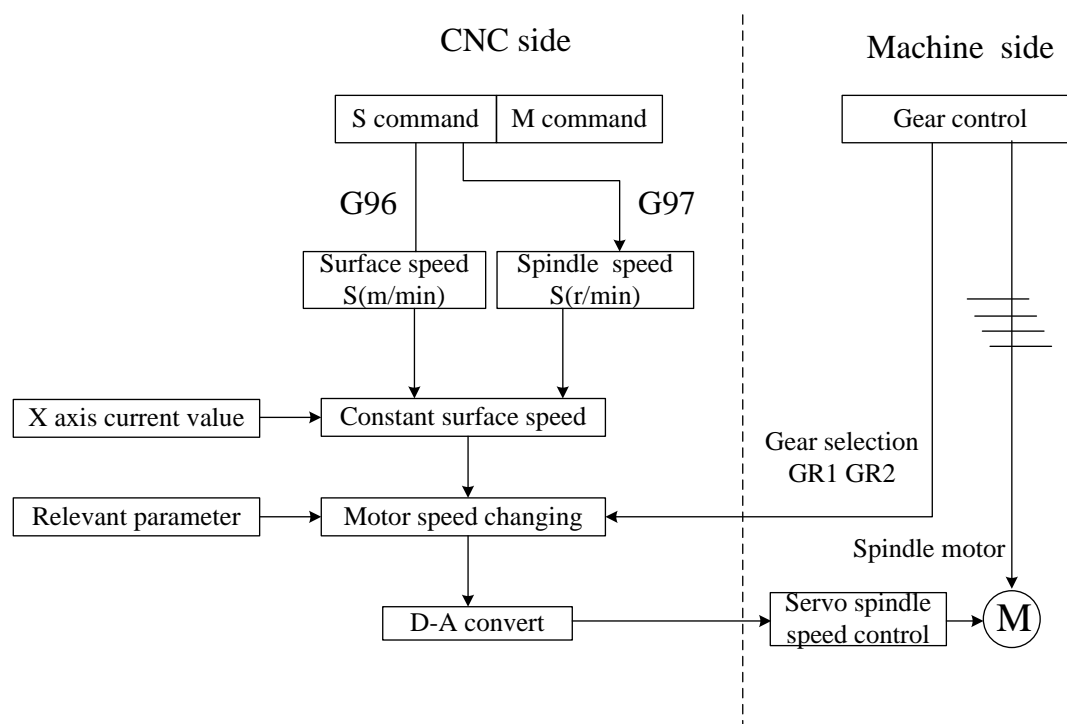 CNC side
Machine side
S command
M command
Gear control
G96
G97
Surface speed
S(m/min)
Spindle speed
S(r/min)
X axis current value
Constant surface speed
Gear selection
GR1 GR2
Relevant parameter
Motor speed changing
Spindle motor
D-A convert
Servo spindle
speed control
M